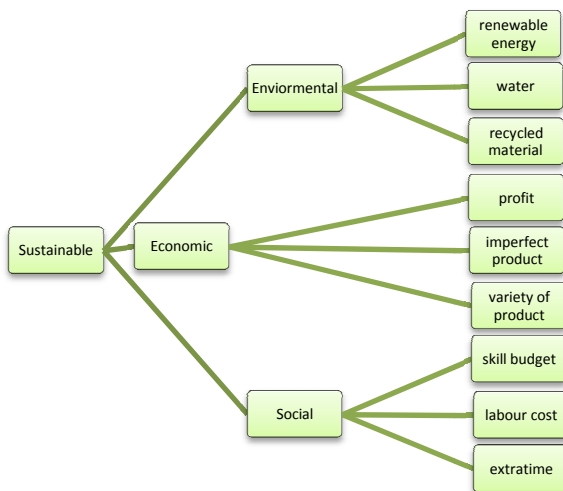 Sustainable
Enviormental
renewable
energy
water
recycled
material
Economic
profit
imperfect
product
variety of
product
Social
skill budget
labour cost
extratime